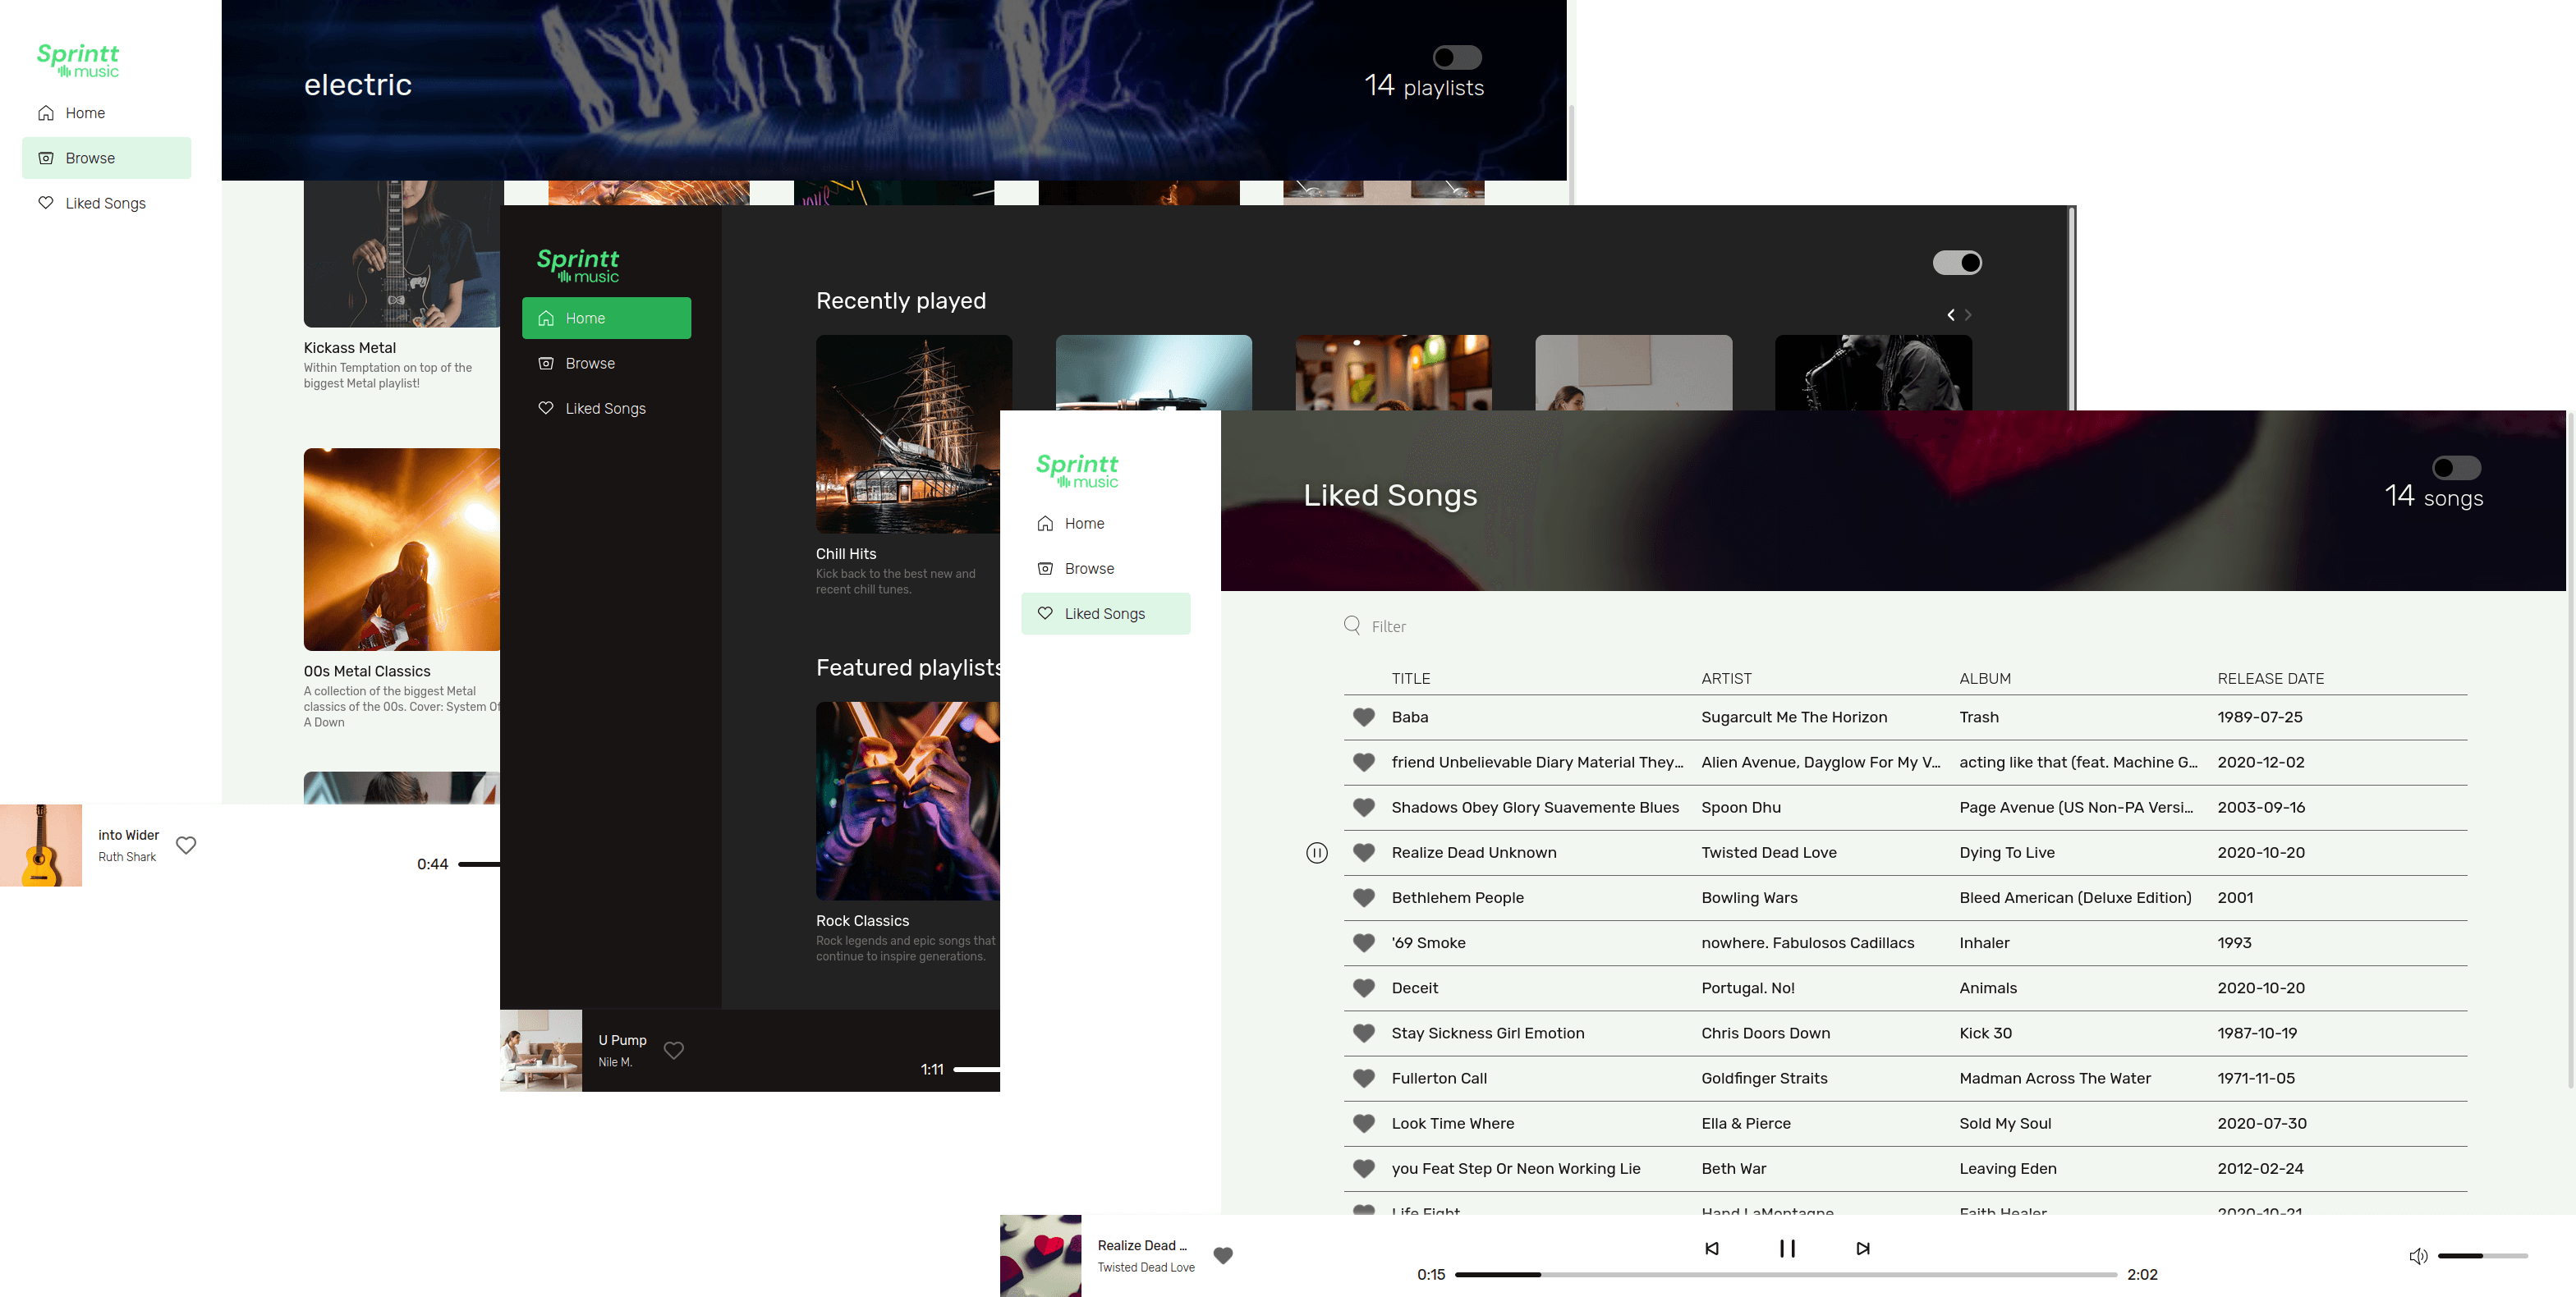 Sprintt
music
Home
Browse
Liked Songs
electric
14 playlists
Kickass Metal
Within Temptation on top of the
biggest Metal playlist!
00s Metal Classics
A collection of the biggest Metal
classics of the 00s. Cover: System Of
A Down
into Wider
Ruth Shark
0:44
Sprintt
music
Home
Browse
Liked Songs
Recently played
Chill Hits
Kick back to the best new and
recent chill tunes.
Featured playlists
Rock Classics
Rock legends and epic songs that
continue to inspire generations.
U Pump
Nile M.
1:11
Sprintt
music
Home
Browse
Liked Songs
Liked Songs
14 songs
Filter
TITLE ARTIST ALBUM RELEASE DATE
Baba Sugarcult Me The Horizon Trash 1989-07-25
friend Unbelievable Diary Material They... Alien Avenue, Dayglow For My V... acting like that (feat. Machine G... 2020-12-02
Shadows Obey Glory Suavemente Blues Spoon Dhu Page Avenue (US Non-PA Versi... 2003-09-16
Realize Dead Unknown Twisted Dead Love Dying To Live 2020-10-20
Bethlehem People Bowling Wars Bleed American (Deluxe Edition) 2001
'69 Smoke nowhere. Fabulosos Cadillacs Inhaler 1993
Deceit Portugal. No! Animals 2020-10-20
Stay Sickness Girl Emotion Chris Doors Down Kick 30 1987-10-19
Fullerton Call Goldfinger Straits Madman Across The Water 1971-11-05
Look Time Where Ella & Pierce Sold My Soul 2020-07-30
you Feat Step Or Neon Working Lie Beth War Leaving Eden 2012-02-24
Life Fight Hand LaMontagne Faith Healer 2020-10-21
Realize Dead ...
Twisted Dead Love
0:15
2:02